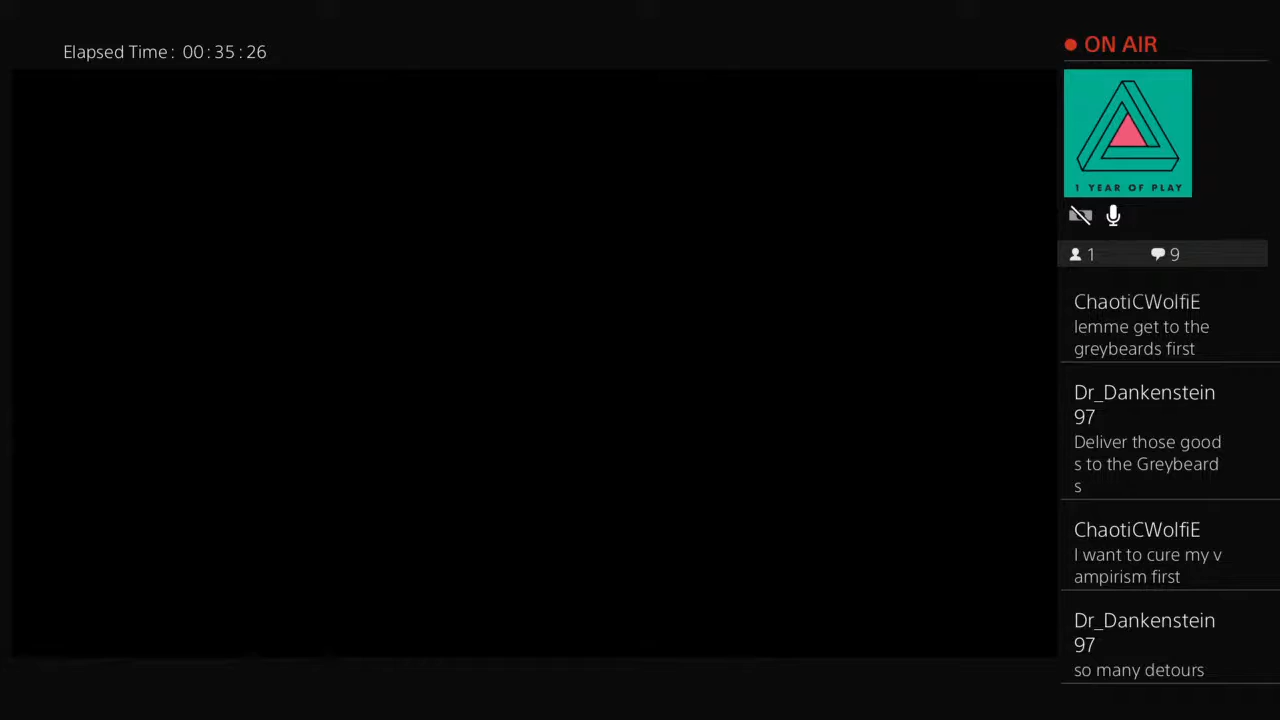 Elapsed Time: 00:35:26
ON AIR
1 YEAR OF PLAY
1 9
ChaotiCWolfiE
lemme get to the
greybeards first
Dr_Dankenstein
97
Deliver those good
s to the Greybeard
s
ChaotiCWolfiE
I want to cure my v
ampirism first
Dr_Dankenstein
97
so many detours